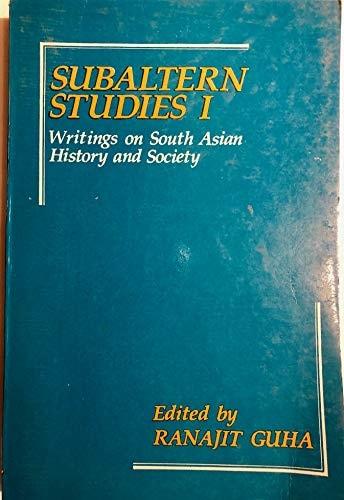 SUBALTERN
STUDIES I
Writings on South Asian
History and Society
Edited by
RANAJIT GUHA